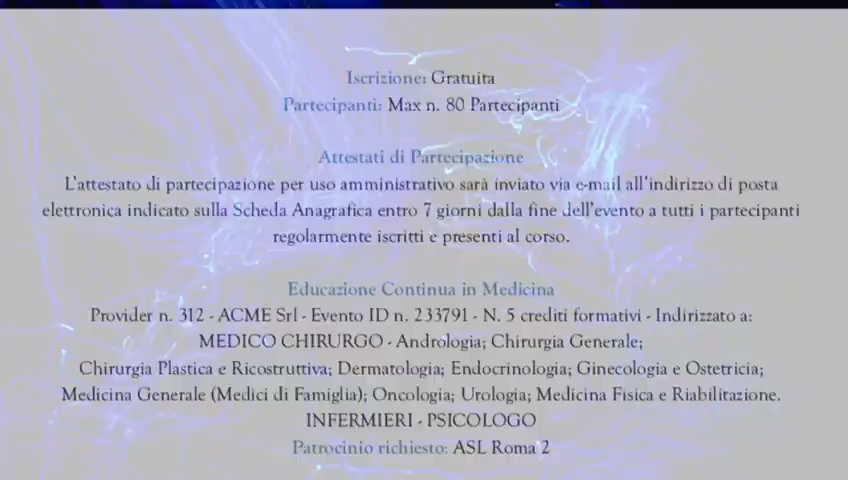 Iscrizione: Gratuita
Partecipanti: Max n. 80 Partecipanti
Attestati di Partecipazione
L'attestato di partecipazione per uso amministrativo sarà inviato via e-mail all'indirizzo di posta
elettronica indicato sulla Scheda Anagrafica entro 7 giorni dalla fine dell'evento a tutti i partecipanti
regolarmente iscritti e presenti al corso.
Educazione Continua in Medicina
Provider n. 312 - ACME Srl - Evento ID n. 233791 - N. 5 crediti formativi - Indirizzato a:
MEDICO CHIRURGO - Andrologia; Chirurgia Generale;
Chirurgia Plastica e Ricostruttiva; Dermatologia; Endocrinologia; Ginecologia e Ostetricia;
Medicina Generale (Medici di Famiglia); Oncologia; Urologia; Medicina Fisica e Riabilitazione.
INFERMIERI - PSICOLOGO
Patrocinio richiesto: ASL Roma 2